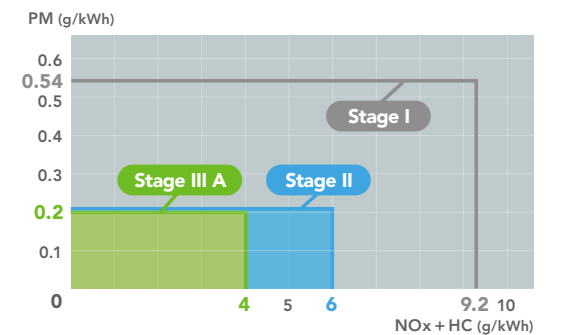 PM (g/kWh)
0.6
0.54
0.5
Stage I
0.4
0.3
Stage III A
Stage II
0.2
0.1
0
4
5
6
9.2
10
NOx + HC (g/kWh)